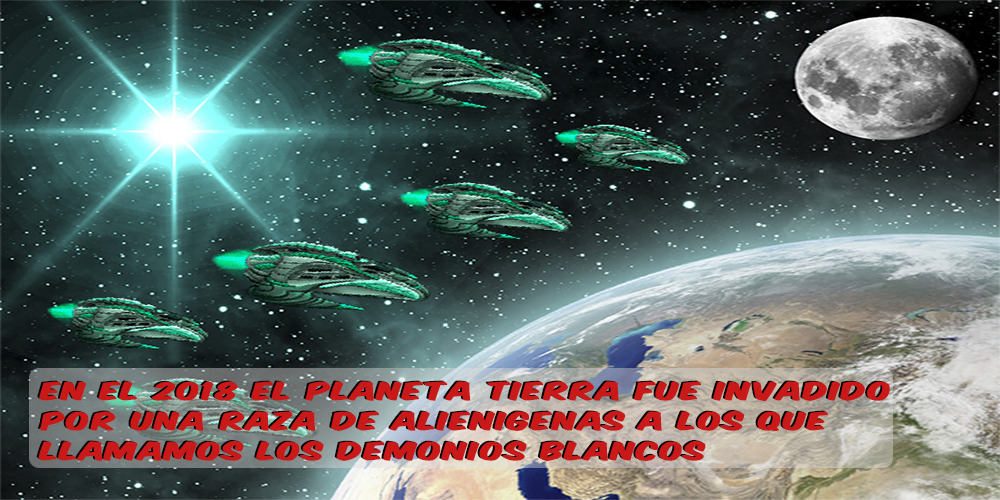 EN EL 2018 EL PLANETA TIERRA FUE INVADIDO
POR UNA RAZA DE ALIENIGENAS A LOS QUE
LLAMAMOS LOS DEMONIOS BLANCOS